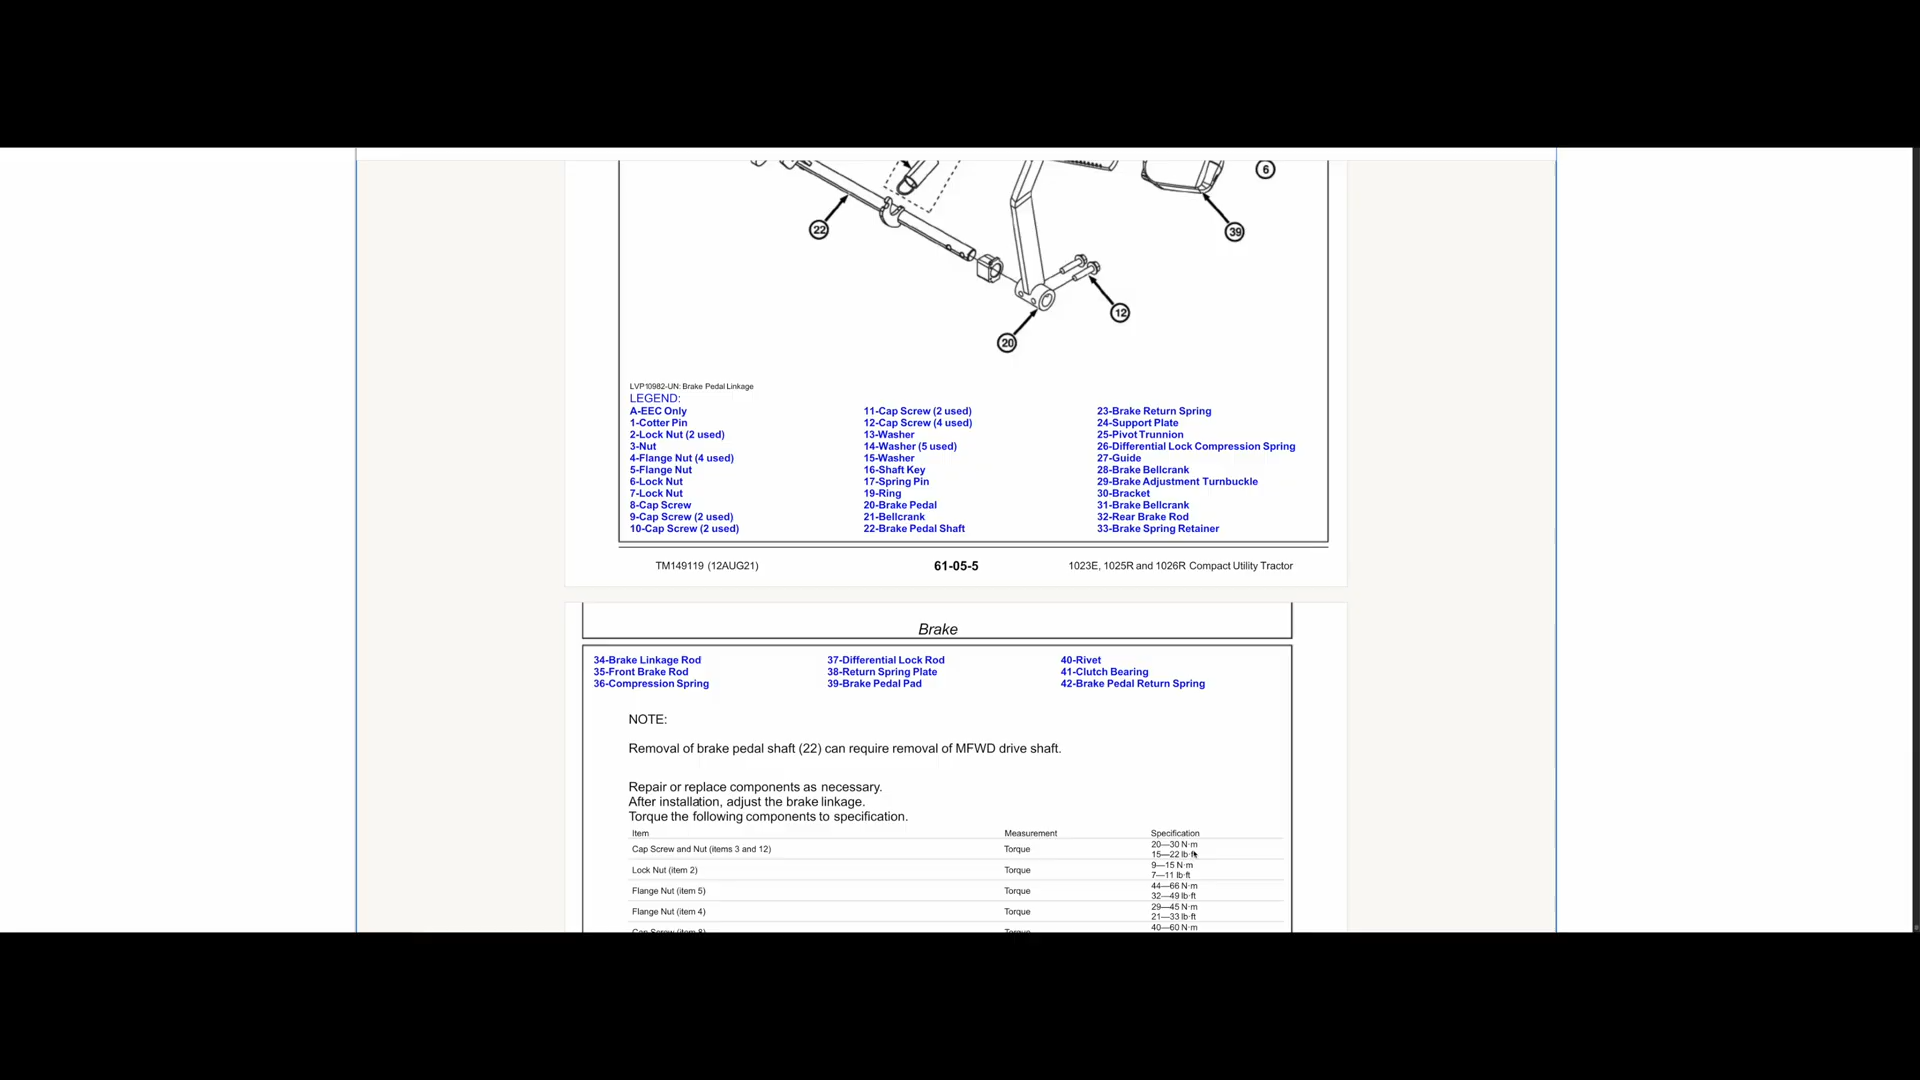 6
22
39
12
20
LVP10982-UN: Brake Pedal Linkage
LEGEND:
A-EEC Only
1-Cotter Pin
2-Lock Nut (2 used)
3-Nut
4-Flange Nut (4 used)
5-Flange Nut
6-Lock Nut
7-Lock Nut
8-Cap Screw
9-Cap Screw (2 used)
10-Cap Screw (2 used)
11-Cap Screw (2 used)
12-Cap Screw (4 used)
13-Washer
14-Washer (5 used)
15-Washer
16-Shaft Key
17-Spring Pin
19-Ring
20-Brake Pedal
21-Bellcrank
22-Brake Pedal Shaft
23-Brake Return Spring
24-Support Plate
25-Pivot Trunnion
26-Differential Lock Compression Spring
27-Guide
28-Brake Bellcrank
29-Brake Adjustment Turnbuckle
30-Bracket
31-Brake Bellcrank
32-Rear Brake Rod
33-Brake Spring Retainer
TM149119 (12AUG21) 61-05-5 1023E, 1025R and 1026R Compact Utility Tractor
Brake
34-Brake Linkage Rod
35-Front Brake Rod
36-Compression Spring
37-Differential Lock Rod
38-Return Spring Plate
39-Brake Pedal Pad
40-Rivet
41-Clutch Bearing
42-Brake Pedal Return Spring
NOTE:
Removal of brake pedal shaft (22) can require removal of MFWD drive shaft.
Repair or replace components as necessary.
After installation, adjust the brake linkage.
Torque the following components to specification.
Item Measurement Specification
Cap Screw and Nut (items 3 and 12) Torque 20—30 N·m
15—22 lb·ft
Lock Nut (item 2) Torque 9—15 N·m
7—11 lb·ft
Flange Nut (item 5) Torque 44—66 N·m
32—49 lb·ft
Flange Nut (item 4) Torque 29—45 N·m
21—33 lb·ft
Cap Screw (item 8) Torque 40—60 N·m